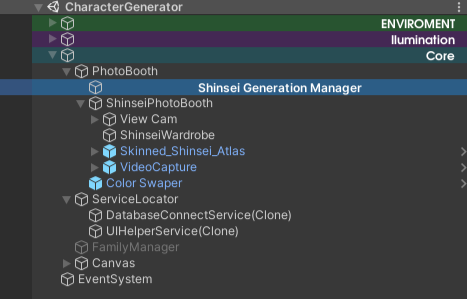 CharacterGenerator
ENVIROMENT
Ilumination
Core
PhotoBooth
Shinsei Generation Manager
ShinseiPhotoBooth
View Cam
ShinseiWardrobe
Skinned_Shinsei_Atlas
VideoCapture
Color Swaper
ServiceLocator
DatabaseConnectService(Clone)
UIHelperService(Clone)
FamilyManager
Canvas
EventSystem